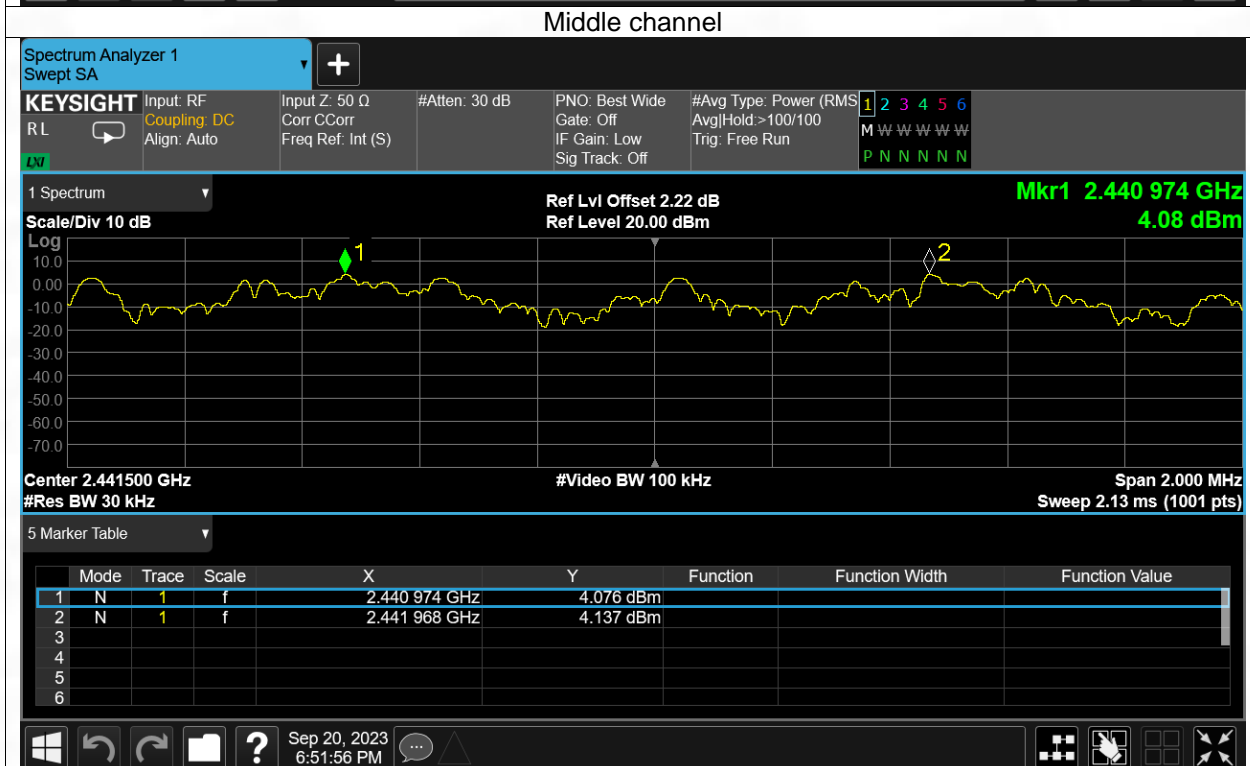 Middle channel
Spectrum Analyzer 1
Swept SA
KEYSIGHT
RL
LXI
Input: RF
Coupling: DC
Align: Auto
Input Z: 50 Ω
Corr CCorr
Freq Ref: Int (S)
#Atten: 30 dB
PNO: Best Wide
Gate: Off
IF Gain: Low
Sig Track: Off
#Avg Type: Power (RMS
Avg|Hold:>100/100
Trig: Free Run
1 2 3 4 5 6
M W W W W W
P N N N N N
1 Spectrum
Scale/Div 10 dB
Ref Lvl Offset 2.22 dB
Ref Level 20.00 dBm
Mkr1 2.440 974 GHz
4.08 dBm
Log
10.0
0.00
-10.0
-20.0
-30.0
-40.0
-50.0
-60.0
-70.0
1
2
Center 2.441500 GHz
#Res BW 30 kHz
#Video BW 100 kHz
Span 2.000 MHz
Sweep 2.13 ms (1001 pts)
5 Marker Table
Mode Trace Scale X Y Function Function Width Function Value
1 N 1 f 2.440 974 GHz 4.076 dBm
2 N 1 f 2.441 968 GHz 4.137 dBm
3
4
5
6
?
Sep 20, 2023
6:51:56 PM